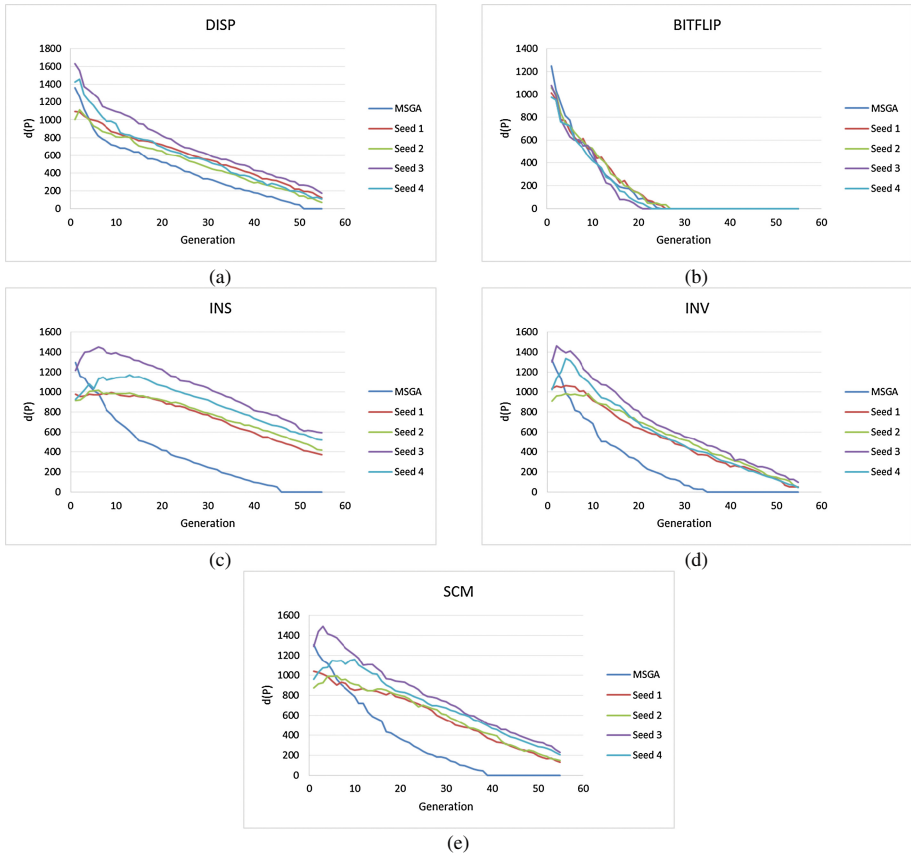 DISP
1800
1600
1400
1200
1000
800
600
400
200
0
d(P)
0 10 20 30 40 50 60
Generation
MSGA
Seed 1
Seed 2
Seed 3
Seed 4
(a)
BITFLIP
1400
1200
1000
800
600
400
200
0
d(P)
0 10 20 30 40 50 60
Generation
MSGA
Seed 1
Seed 2
Seed 3
Seed 4
(b)
INS
1600
1400
1200
1000
800
600
400
200
0
d(P)
0 10 20 30 40 50 60
Generation
MSGA
Seed 1
Seed 2
Seed 3
Seed 4
(c)
INV
1600
1400
1200
1000
800
600
400
200
0
d(P)
0 10 20 30 40 50 60
Generation
MSGA
Seed 1
Seed 2
Seed 3
Seed 4
(d)
SCM
1600
1400
1200
1000
800
600
400
200
0
d(P)
0 10 20 30 40 50 60
Generation
MSGA
Seed 1
Seed 2
Seed 3
Seed 4
(e)